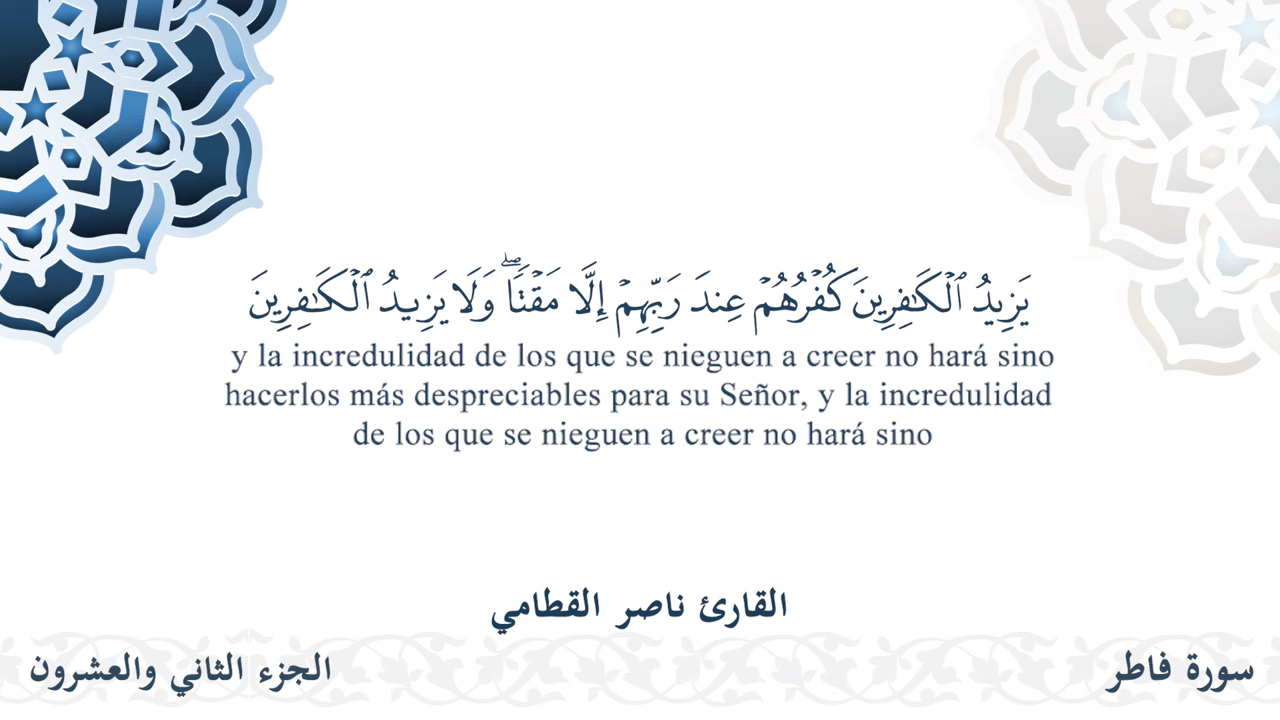 يَزِيدُ ٱلۡكَٰفِرِينَ كُفۡرُهُمۡ عِندَ رَبِّهِمۡ إِلَّا مَقۡتٗاۖ وَلَا يَزِيدُ ٱلۡكَٰفِرِينَ
y la incredulidad de los que se nieguen a creer no hará sino
hacerlos más despreciables para su Señor, y la incredulidad
de los que se nieguen a creer no hará sino
القارئ ناصر القطامي
سورة فاطر
الجزء الثاني والعشرون